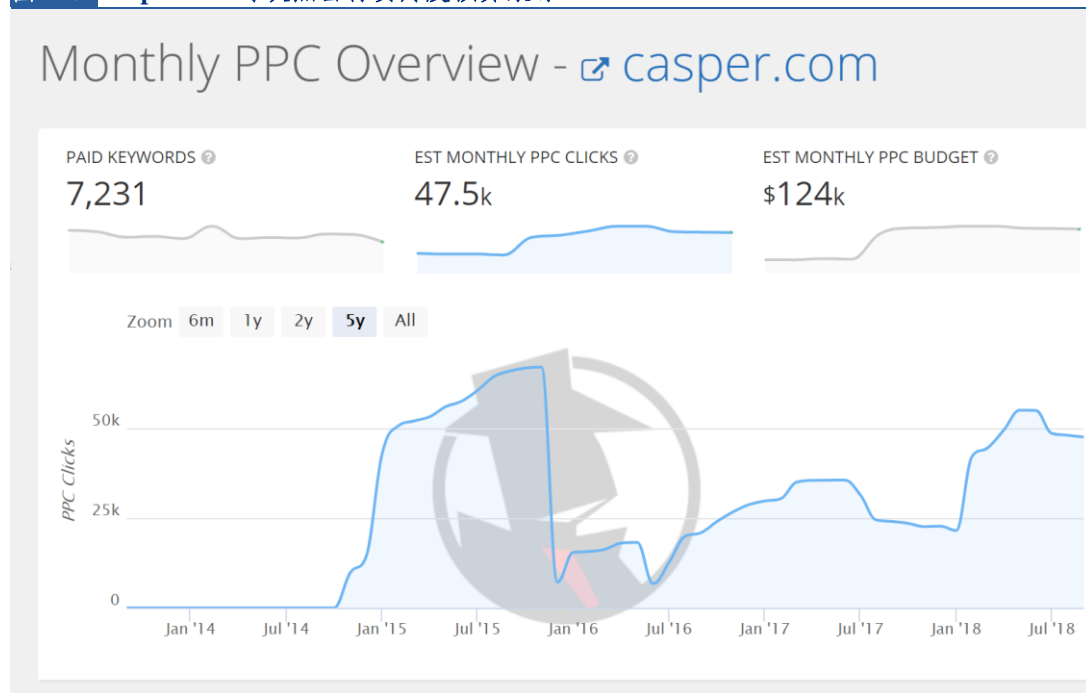 Monthly PPC Overview - casper.com
PAID KEYWORDS
7,231
EST MONTHLY PPC CLICKS
47.5k
EST MONTHLY PPC BUDGET
$124k
Zoom 6m 1y 2y 5y All
PPC Clicks
50k
25k
0
Jan '14 Jul '14 Jan '15 Jul '15 Jan '16 Jul '16 Jan '17 Jul '17 Jan '18 Jul '18